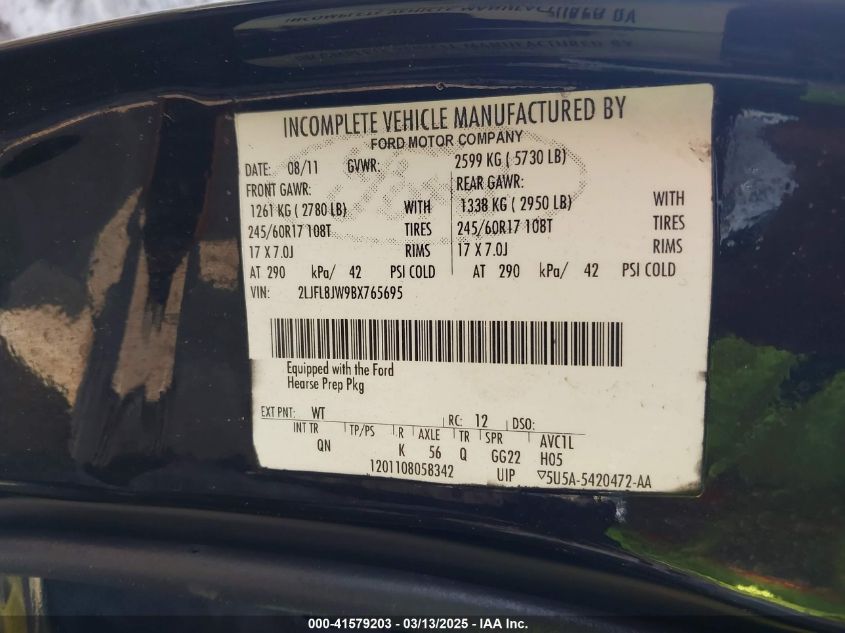 INCOMPLETE VEHICLE MANUFACTURED BY
FORD MOTOR COMPANY
DATE: 08/11 GVWR: 2599 KG ( 5730 LB)
FRONT GAWR: REAR GAWR:
1261 KG ( 2780 LB) WITH 1338 KG ( 2950 LB) WITH
245/60R17 108T TIRES 245/60R17 108T TIRES
17 X 7.0J RIMS 17 X 7.0J RIMS
AT 290 kPa/ 42 PSI COLD AT 290 kPa/ 42 PSI COLD
VIN: 2LJFL8JW9BX765695
Equipped with the Ford
Hearse Prep Pkg
EXT PNT: WT RC: 12 DSO:
INT TR TP/PS R AXLE TR SPR AVC1L
QN K 56 Q GG22 H05
1201108058342 UIP ▽5U5A-5420472-AA
000-41579203 - 03/13/2025 - IAAI Inc.